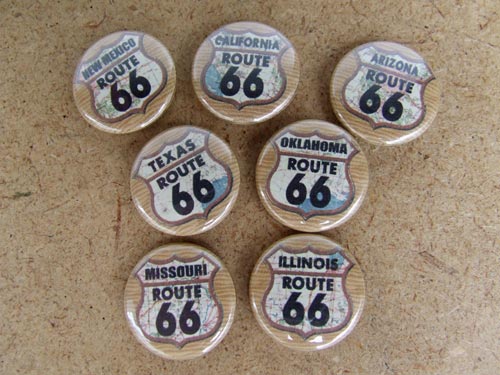 NEW MEXICO
ROUTE
66
CALIFORNIA
ROUTE
66
ARIZONA
ROUTE
66
TEXAS
ROUTE
66
OKLAHOMA
ROUTE
66
MISSOURI
ROUTE
66
ILLINOIS
ROUTE
66